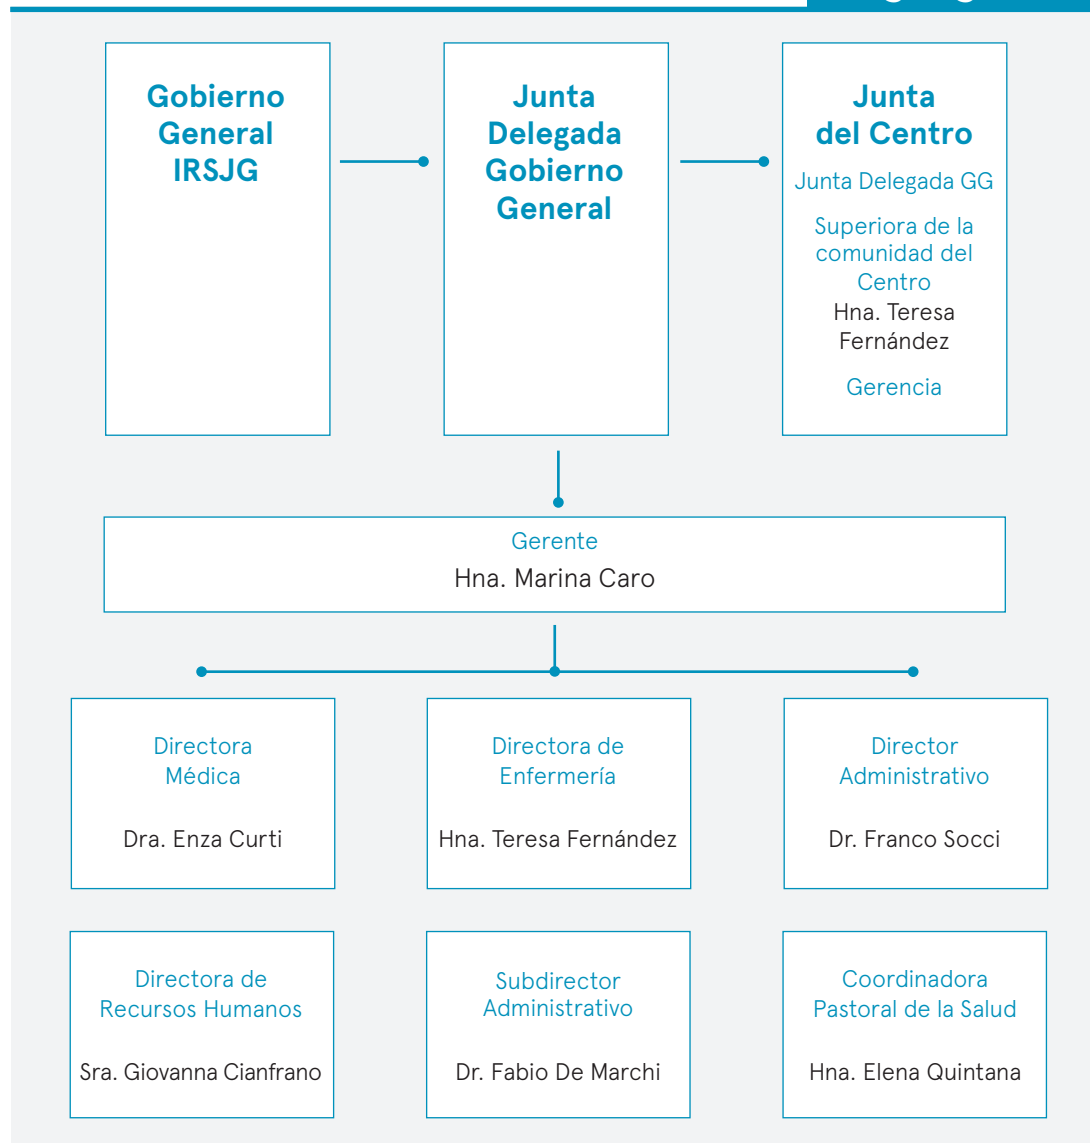 Gobierno
General
IRSJG
Junta
Delegada
Gobierno
General
Junta
del Centro
Junta Delegada GG
Superiora de la
comunidad del
Centro
Hna. Teresa
Fernández
Gerencia
Gerente
Hna. Marina Caro
Directora
Médica
Dra. Enza Curti
Directora de
Enfermería
Hna. Teresa Fernández
Director
Administrativo
Dr. Franco Socci
Directora de
Recursos Humanos
Sra. Giovanna Cianfrano
Subdirector
Administrativo
Dr. Fabio De Marchi
Coordinadora
Pastoral de la Salud
Hna. Elena Quintana